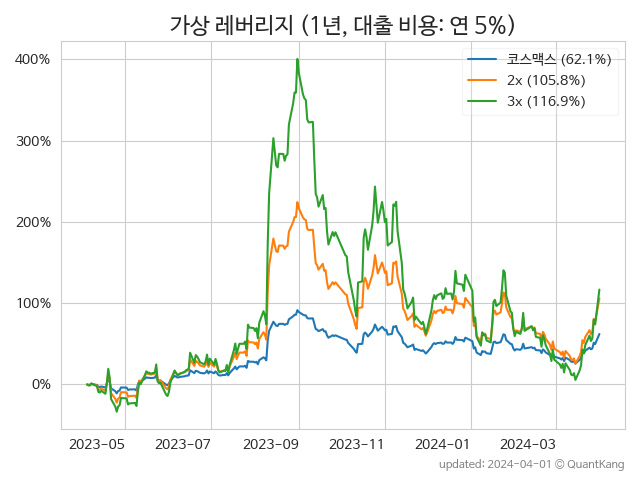 가상 레버리지 (1년, 대출 비용: 연 5%)
코스맥스 (62.1%)
2x (105.8%)
3x (116.9%)
400%
300%
200%
100%
0%
2023-05 2023-07 2023-09 2023-11 2024-01 2024-03
updated: 2024-04-01 © QuantKang